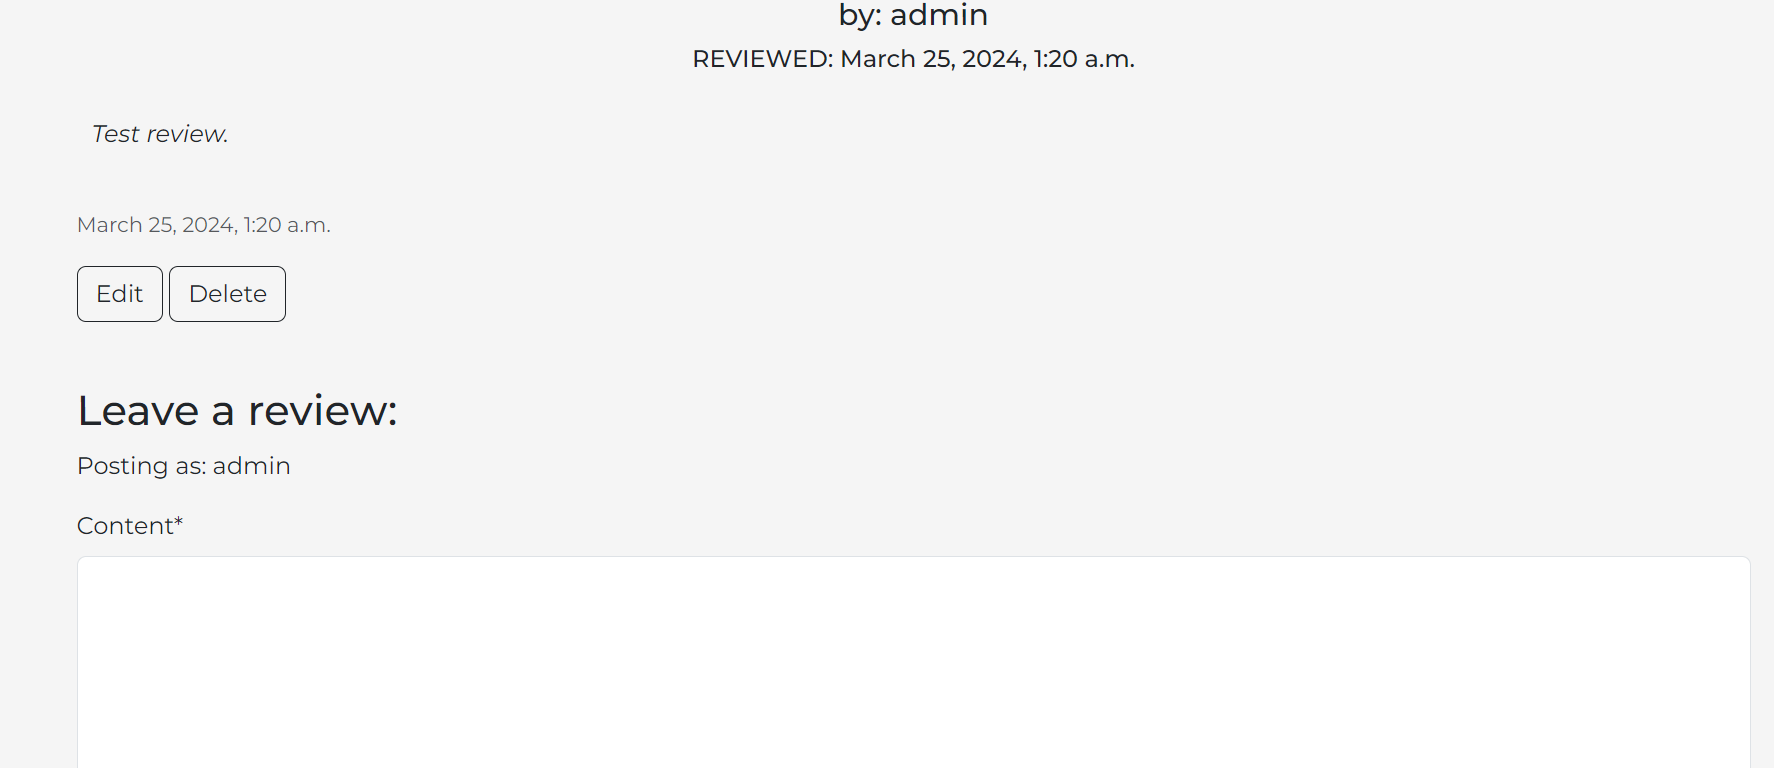 by: admin
REVIEWED: March 25, 2024, 1:20 a.m.
Test review.
March 25, 2024, 1:20 a.m.
Edit Delete
Leave a review:
Posting as: admin
Content*